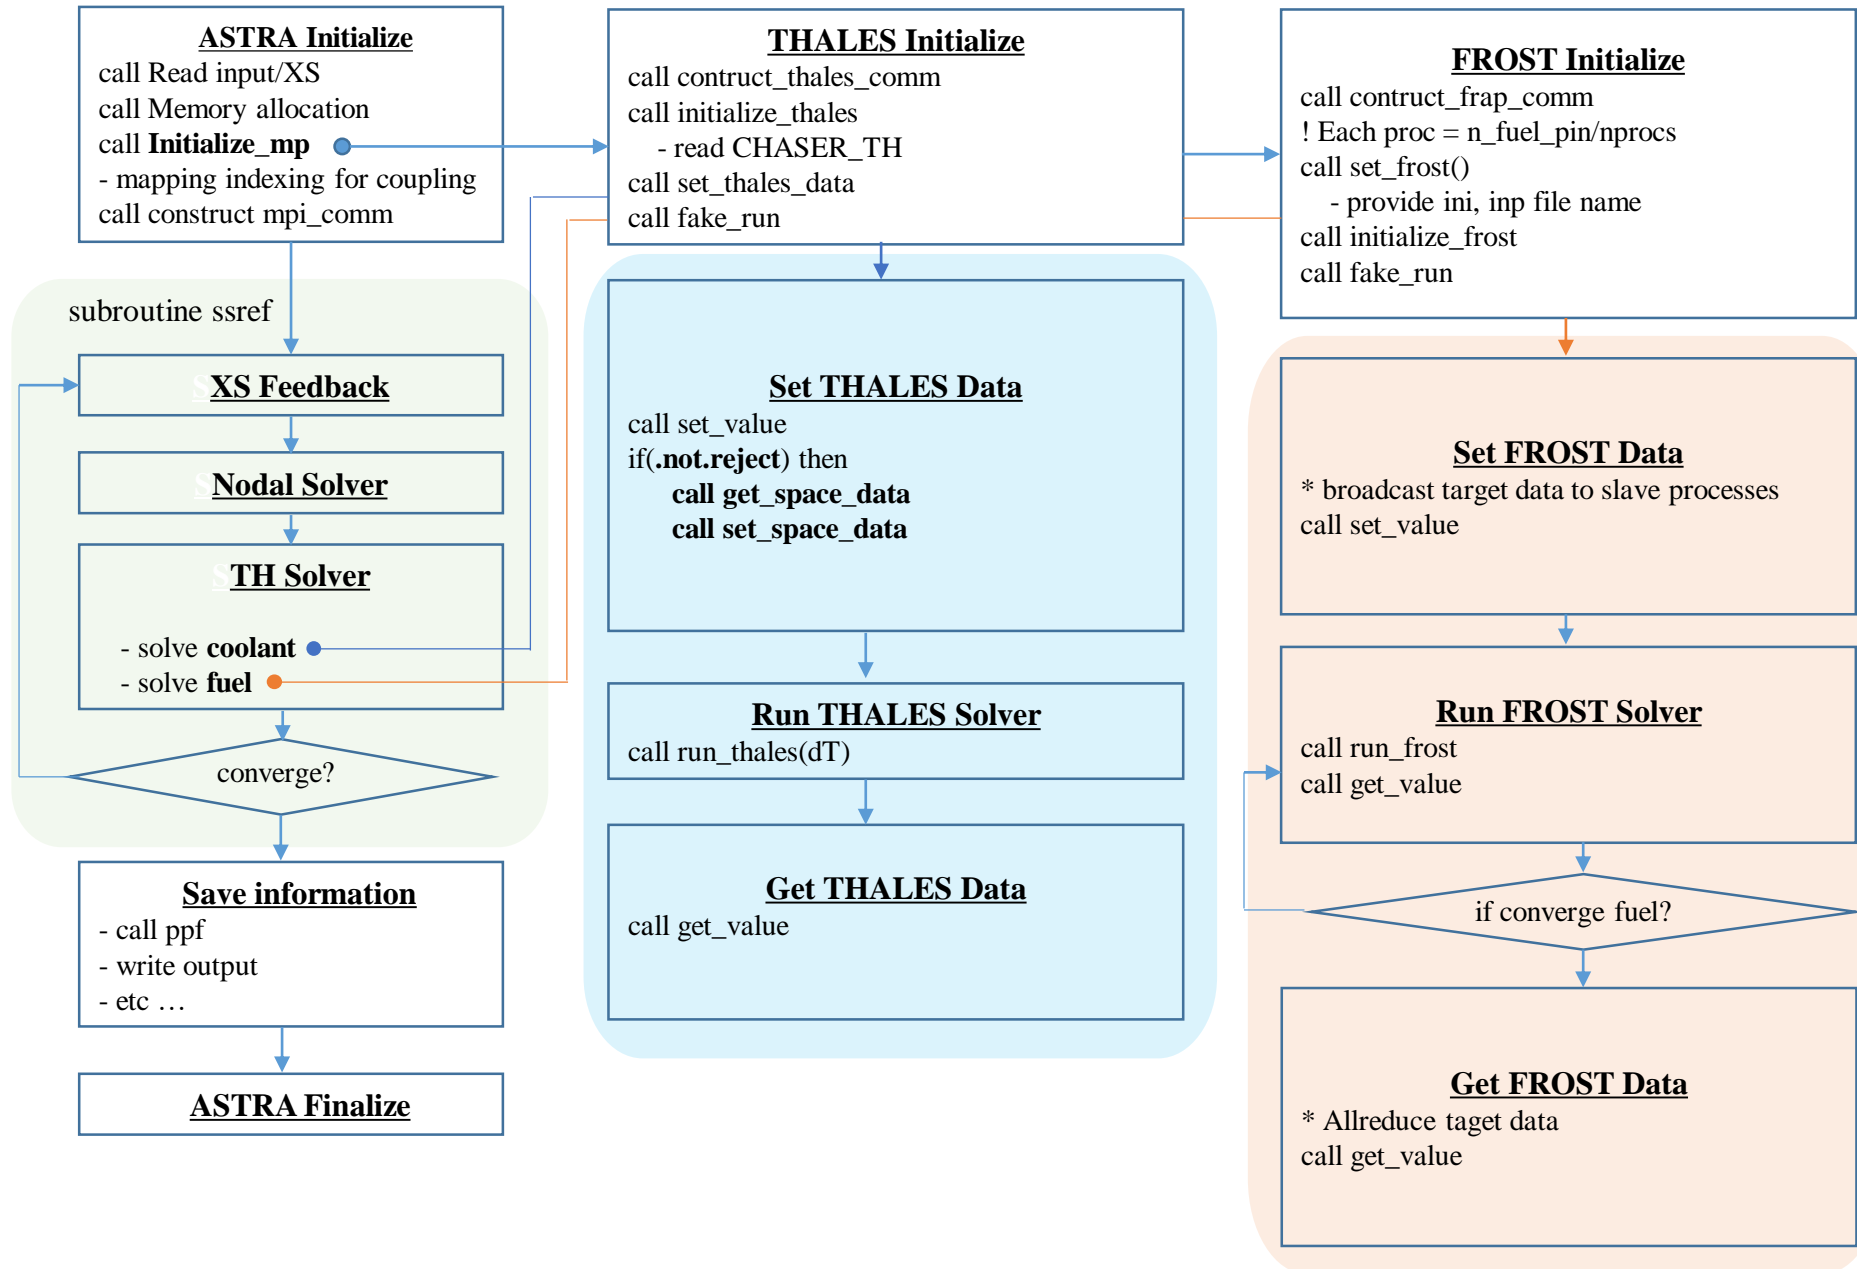 ASTRA Initialize
call Read input/XS
call Memory allocation
call Initialize_mp
- mapping indexing for coupling
call construct mpi_comm
subroutine ssref
SXS Feedback
SNodal Solver
STH Solver
- solve coolant
- solve fuel
converge?
Save information
- call ppf
- write output
- etc …
ASTRA Finalize
THALES Initialize
call contruct_thales_comm
call initialize_thales
- read CHASER_TH
call set_thales_data
call fake_run
Set THALES Data
call set_value
if(.not.reject) then
call get_space_data
call set_space_data
Run THALES Solver
call run_thales(dT)
Get THALES Data
call get_value
FROST Initialize
call contruct_frap_comm
! Each proc = n_fuel_pin/nprocs
call set_frost()
- provide ini, inp file name
call initialize_frost
call fake_run
Set FROST Data
* broadcast target data to slave processes
call set_value
Run FROST Solver
call run_frost
call get_value
if converge fuel?
Get FROST Data
* Allreduce taget data
call get_value